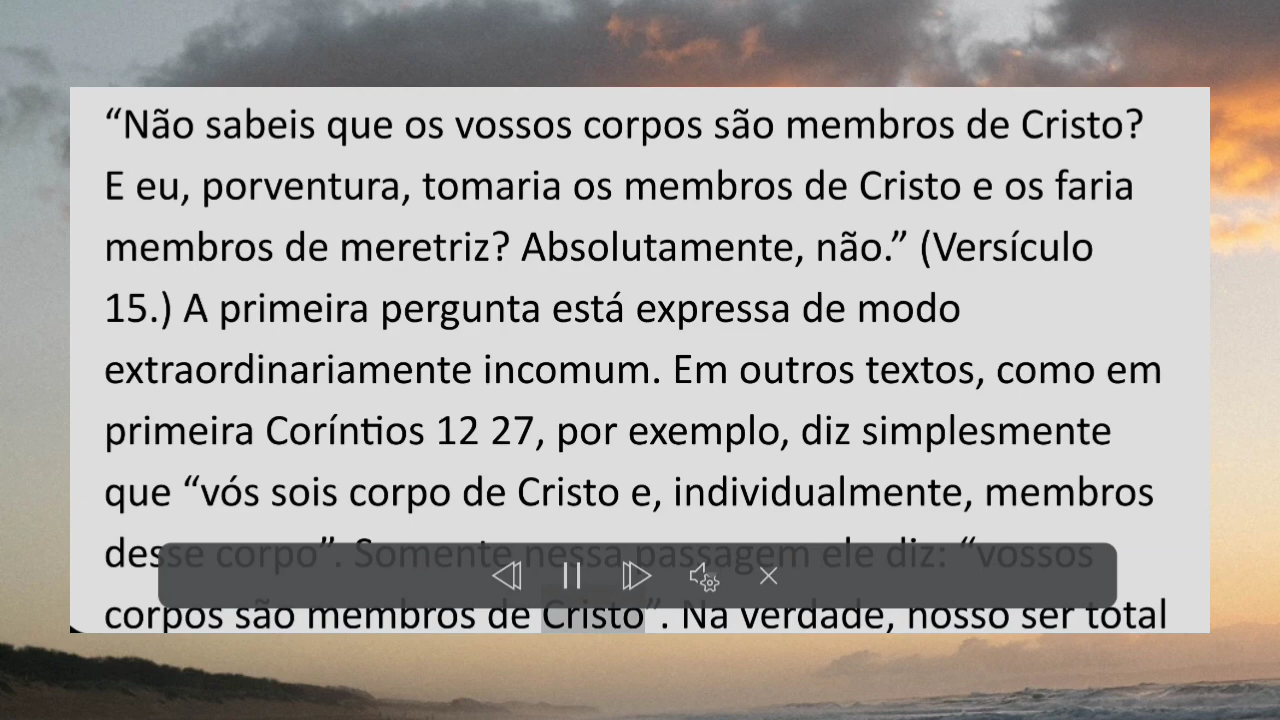 “Não sabeis que os vossos corpos são membros de Cristo?
E eu, porventura, tomaria os membros de Cristo e os faria
membros de meretriz? Absolutamente, não.” (Versículo
15.) A primeira pergunta está expressa de modo
extraordinariamente incomum. Em outros textos, como em
primeira Coríntios 12 27, por exemplo, diz simplesmente
que “vós sois corpo de Cristo e, individualmente, membros
desse corpo”. Somente nessa passagem ele diz: “vossos
corpos são membros de Cristo”. Na verdade, nosso ser total